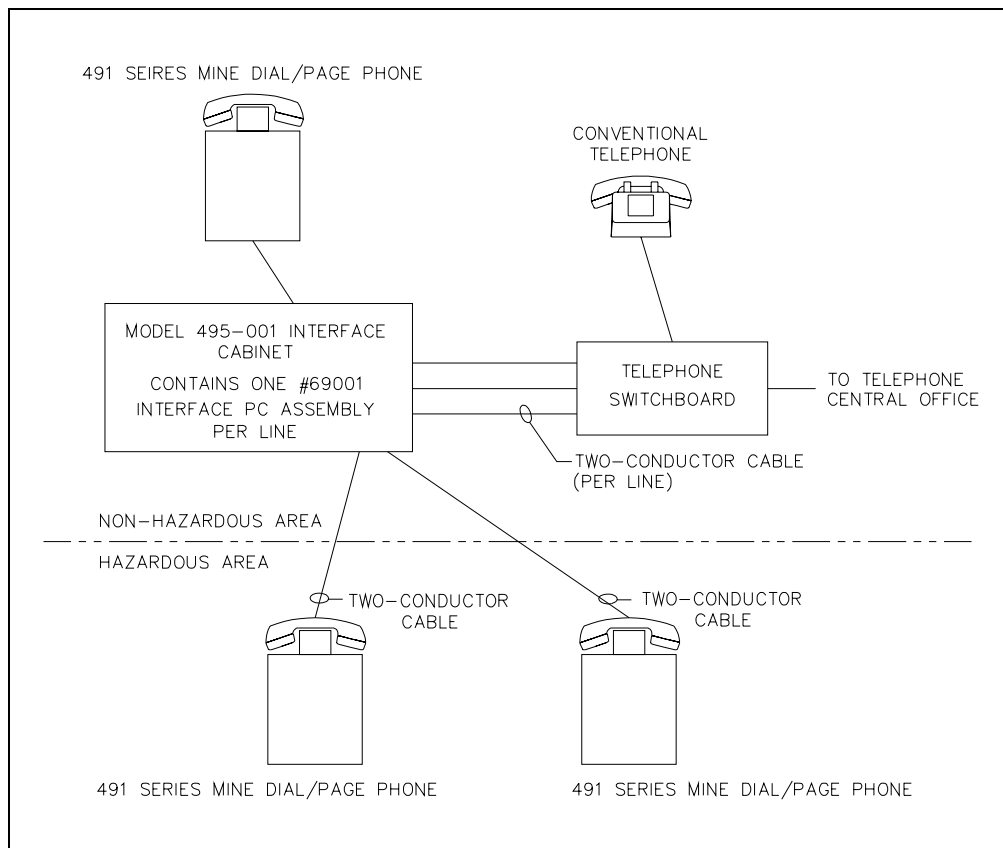 491 SEIRES MINE DIAL/PAGE PHONE
CONVENTIONAL
TELEPHONE
MODEL 495-001 INTERFACE
CABINET
CONTAINS ONE #69001
INTERFACE PC ASSEMBLY
PER LINE
TELEPHONE
SWITCHBOARD
TO TELEPHONE
CENTRAL OFFICE
TWO-CONDUCTOR CABLE
(PER LINE)
NON-HAZARDOUS AREA
HAZARDOUS AREA
TWO-CONDUCTOR
CABLE
TWO-CONDUCTOR
CABLE
491 SERIES MINE DIAL/PAGE PHONE
491 SERIES MINE DIAL/PAGE PHONE